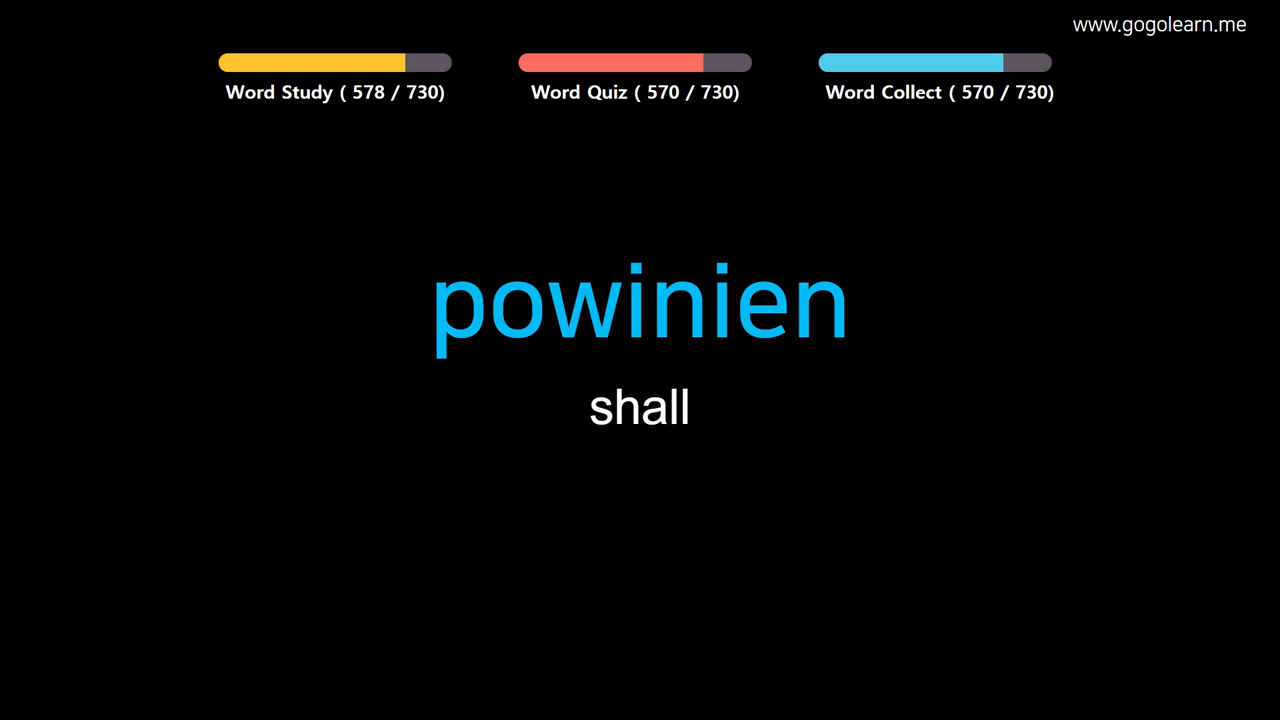 www.gogolearn.me
Word Study ( 578 / 730)
Word Quiz ( 570 / 730)
Word Collect ( 570 / 730)
powinien
shall